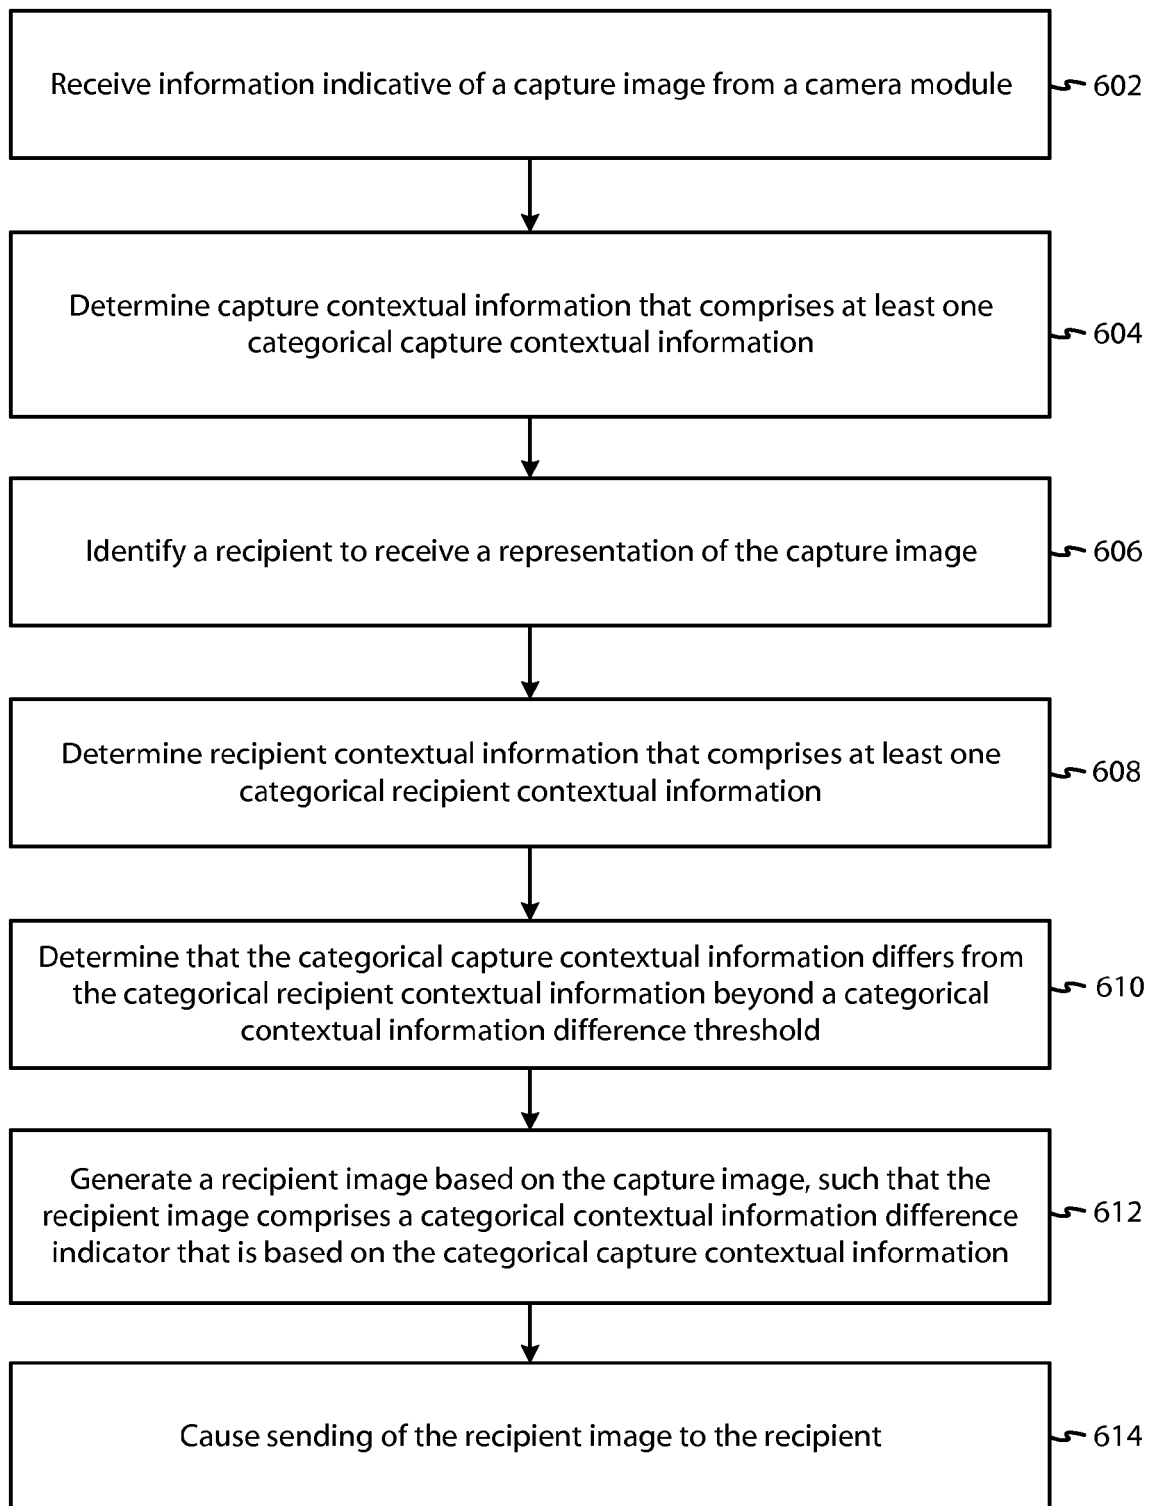 Receive information indicative of a capture image from a camera module
602
Determine capture contextual information that comprises at least one
categorical capture contextual information
604
Identify a recipient to receive a representation of the capture image
606
Determine recipient contextual information that comprises at least one
categorical recipient contextual information
608
Determine that the categorical capture contextual information differs from
the categorical recipient contextual information beyond a categorical
contextual information difference threshold
610
Generate a recipient image based on the capture image, such that the
recipient image comprises a categorical contextual information difference
indicator that is based on the categorical capture contextual information
612
Cause sending of the recipient image to the recipient
614